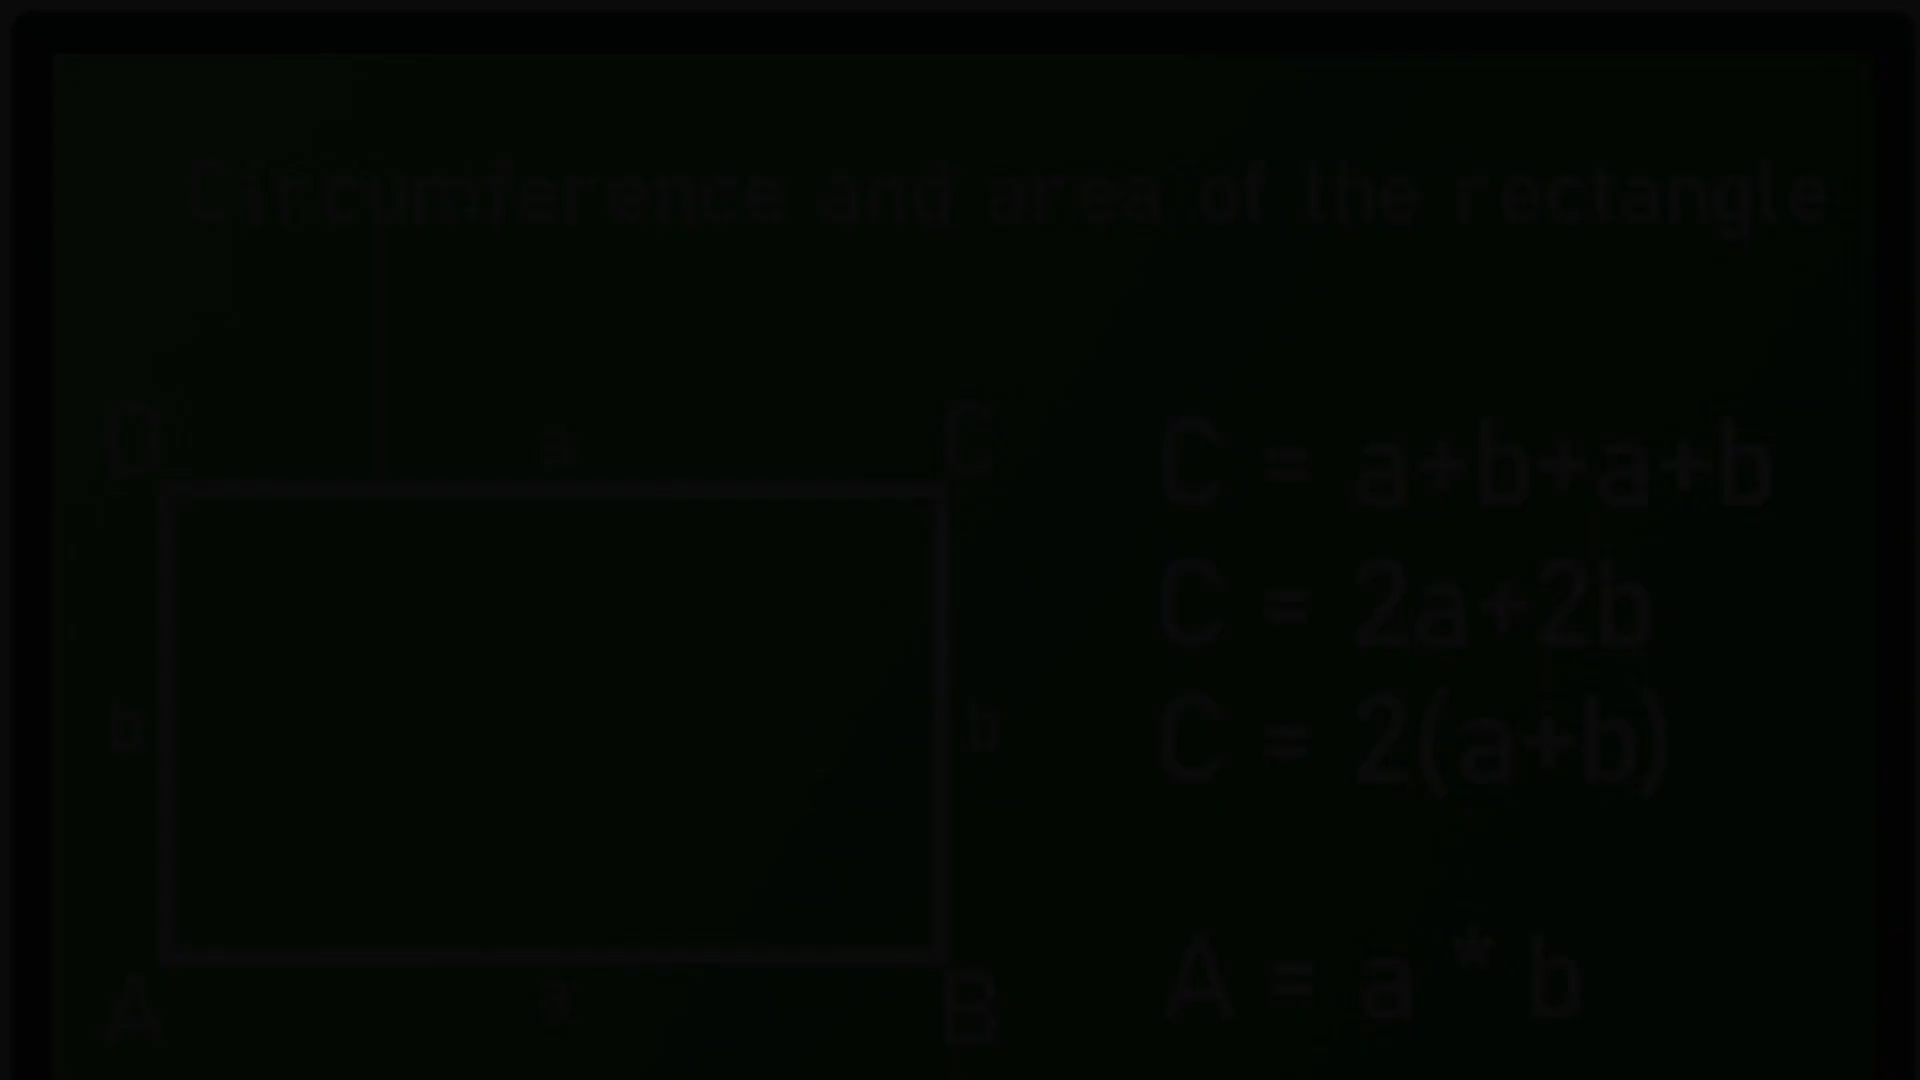 Circumference and area of the rectangle
D a C
C = a+b+a+b
C = 2a+2b
b b
C = 2(a+b)
A = a * b
A a B